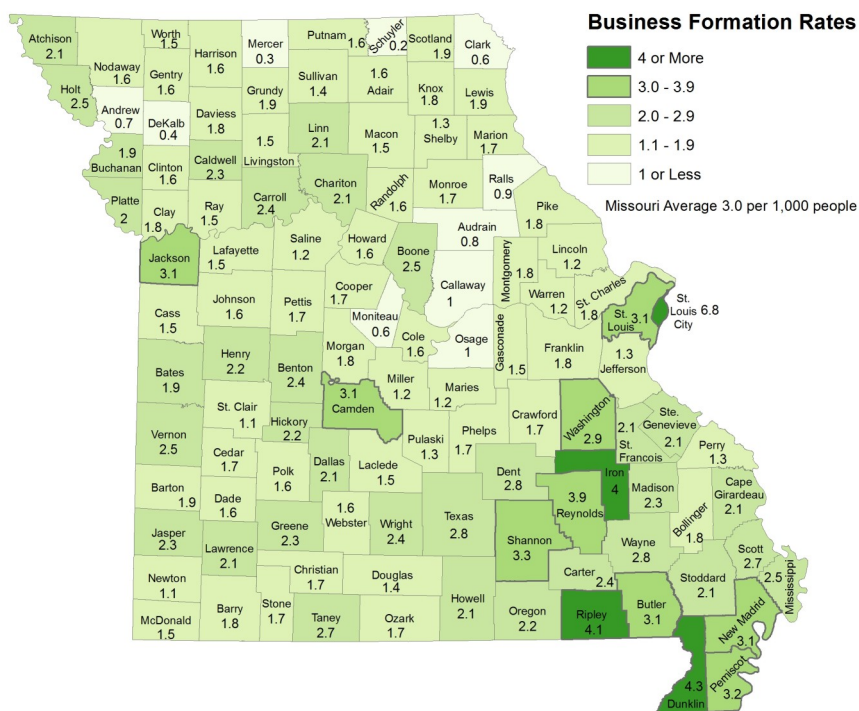 Business Formation Rates
4 or More
3.0 - 3.9
2.0 - 2.9
1.1 - 1.9
1 or Less
Missouri Average 3.0 per 1,000 people
Atchison
2.1
Worth
1.5
Nodaway
1.6
Holt
2.5
Andrew
0.7
Gentry
1.6
DeKalb
0.4
Harrison
1.6
Daviess
1.8
Mercer
0.3
Grundy
1.9
Putnam
1.6
Sullivan
1.4
Schuyler
0.2
1.6
Adair
Scotland
1.9
Knox
1.8
Clark
0.6
Lewis
1.9
1.9
Buchanan
Clinton
1.6
Caldwell
2.3
1.5
Livingston
Linn
2.1
Macon
1.5
1.3
Shelby
Marion
1.7
Platte
2
Clay
1.8
Ray
1.5
Carroll
2.4
Chariton
2.1
Randolph
1.6
Monroe
1.7
Ralls
0.9
Pike
1.8
Audrain
0.8
Jackson
3.1
Lafayette
1.5
Saline
1.2
Howard
1.6
Boone
2.5
Callaway
1
Montgomery
1.8
Lincoln
1.2
Warren
1.2
St. Charles
1.8
St.
Louis 3.1
St.
Louis 6.8
City
Cass
1.5
Johnson
1.6
Pettis
1.7
Cooper
1.7
Moniteau
0.6
Cole
1.6
Osage
1
Gasconade
1.5
Franklin
1.8
1.3
Jefferson
Morgan
1.8
Bates
1.9
Henry
2.2
Benton
2.4
3.1
Camden
Miller
1.2
Maries
1.2
St. Clair
1.1
Hickory
2.2
Crawford
1.7
Washington
2.9
2.1
St.
Francois
Ste.
Genevieve
2.1
Perry
1.3
Vernon
2.5
Cedar
1.7
Polk
1.6
Dallas
2.1
Laclede
1.5
Pulaski
1.3
Phelps
1.7
Dent
2.8
Iron
4
3.9
Reynolds
Madison
2.3
Bollinger
1.8
Cape
Girardeau
2.1
Barton
1.9
Dade
1.6
1.6
Webster
Wright
2.4
Texas
2.8
Shannon
3.3
Wayne
2.8
Scott
2.7
2.5
Mississippi
Jasper
2.3
Lawrence
2.1
Greene
2.3
Christian
1.7
Douglas
1.4
Carter
2.4
Stoddard
2.1
Newton
1.1
McDonald
1.5
Barry
1.8
Stone
1.7
Taney
2.7
Ozark
1.7
Howell
2.1
Oregon
2.2
Ripley
4.1
Butler
3.1
New Madrid
3.1
4.3
Dunklin
Pemiscot
3.2